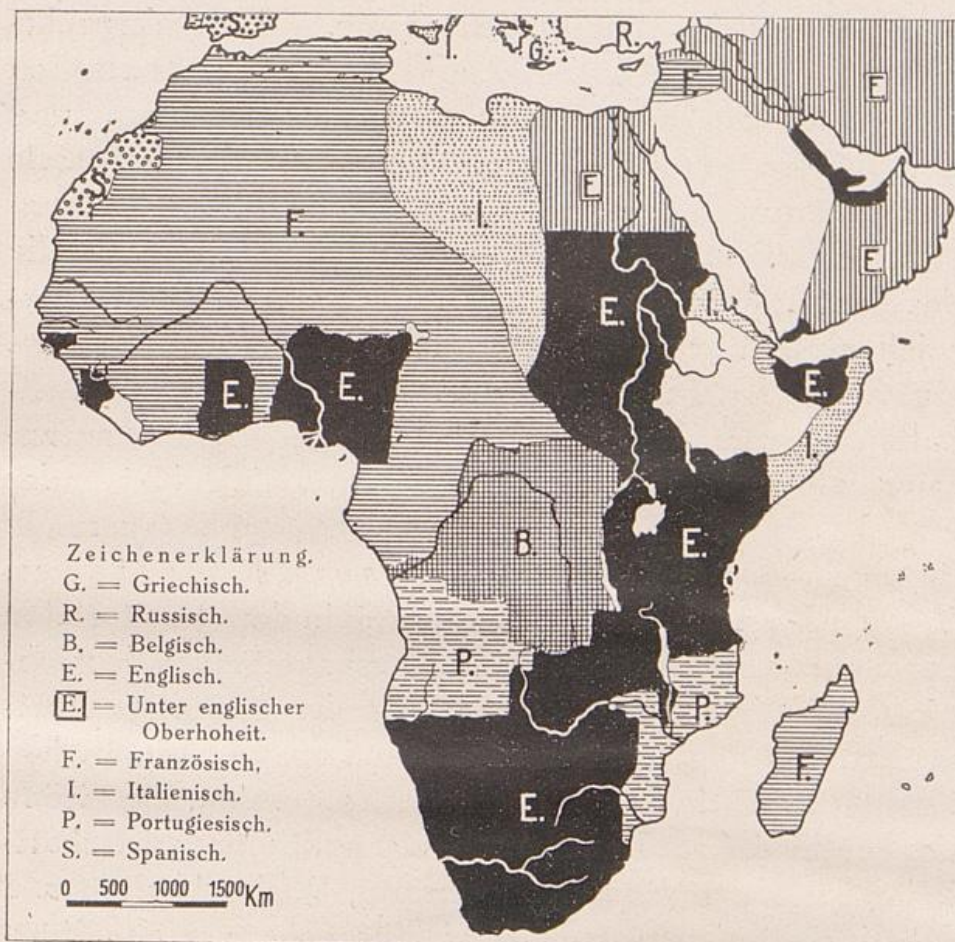 S.
I.
G.
R.
F.
E.
S.
F.
I.
E.
E.
E.
I.
E.
E.
E.
I.
B.
E.
Zeichenerklärung.
G. = Griechisch.
R. = Russisch.
B. = Belgisch.
E. = Englisch.
E. = Unter englischer
Oberhoheit.
F. = Französisch,
I. = Italienisch.
P. = Portugiesisch.
S. = Spanisch.
P.
P.
F.
E.
0 500 1000 1500 Km